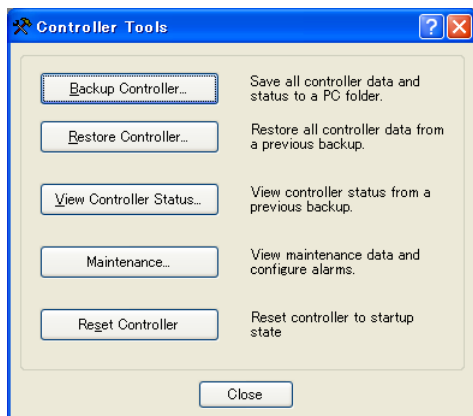 Controller Tools
Backup Controller...
Save all controller data and
status to a PC folder.
Restore Controller...
Restore all controller data from
a previous backup.
View Controller Status...
View controller status from a
previous backup.
Maintenance...
View maintenance data and
configure alarms.
Reset Controller
Reset controller to startup
state
Close